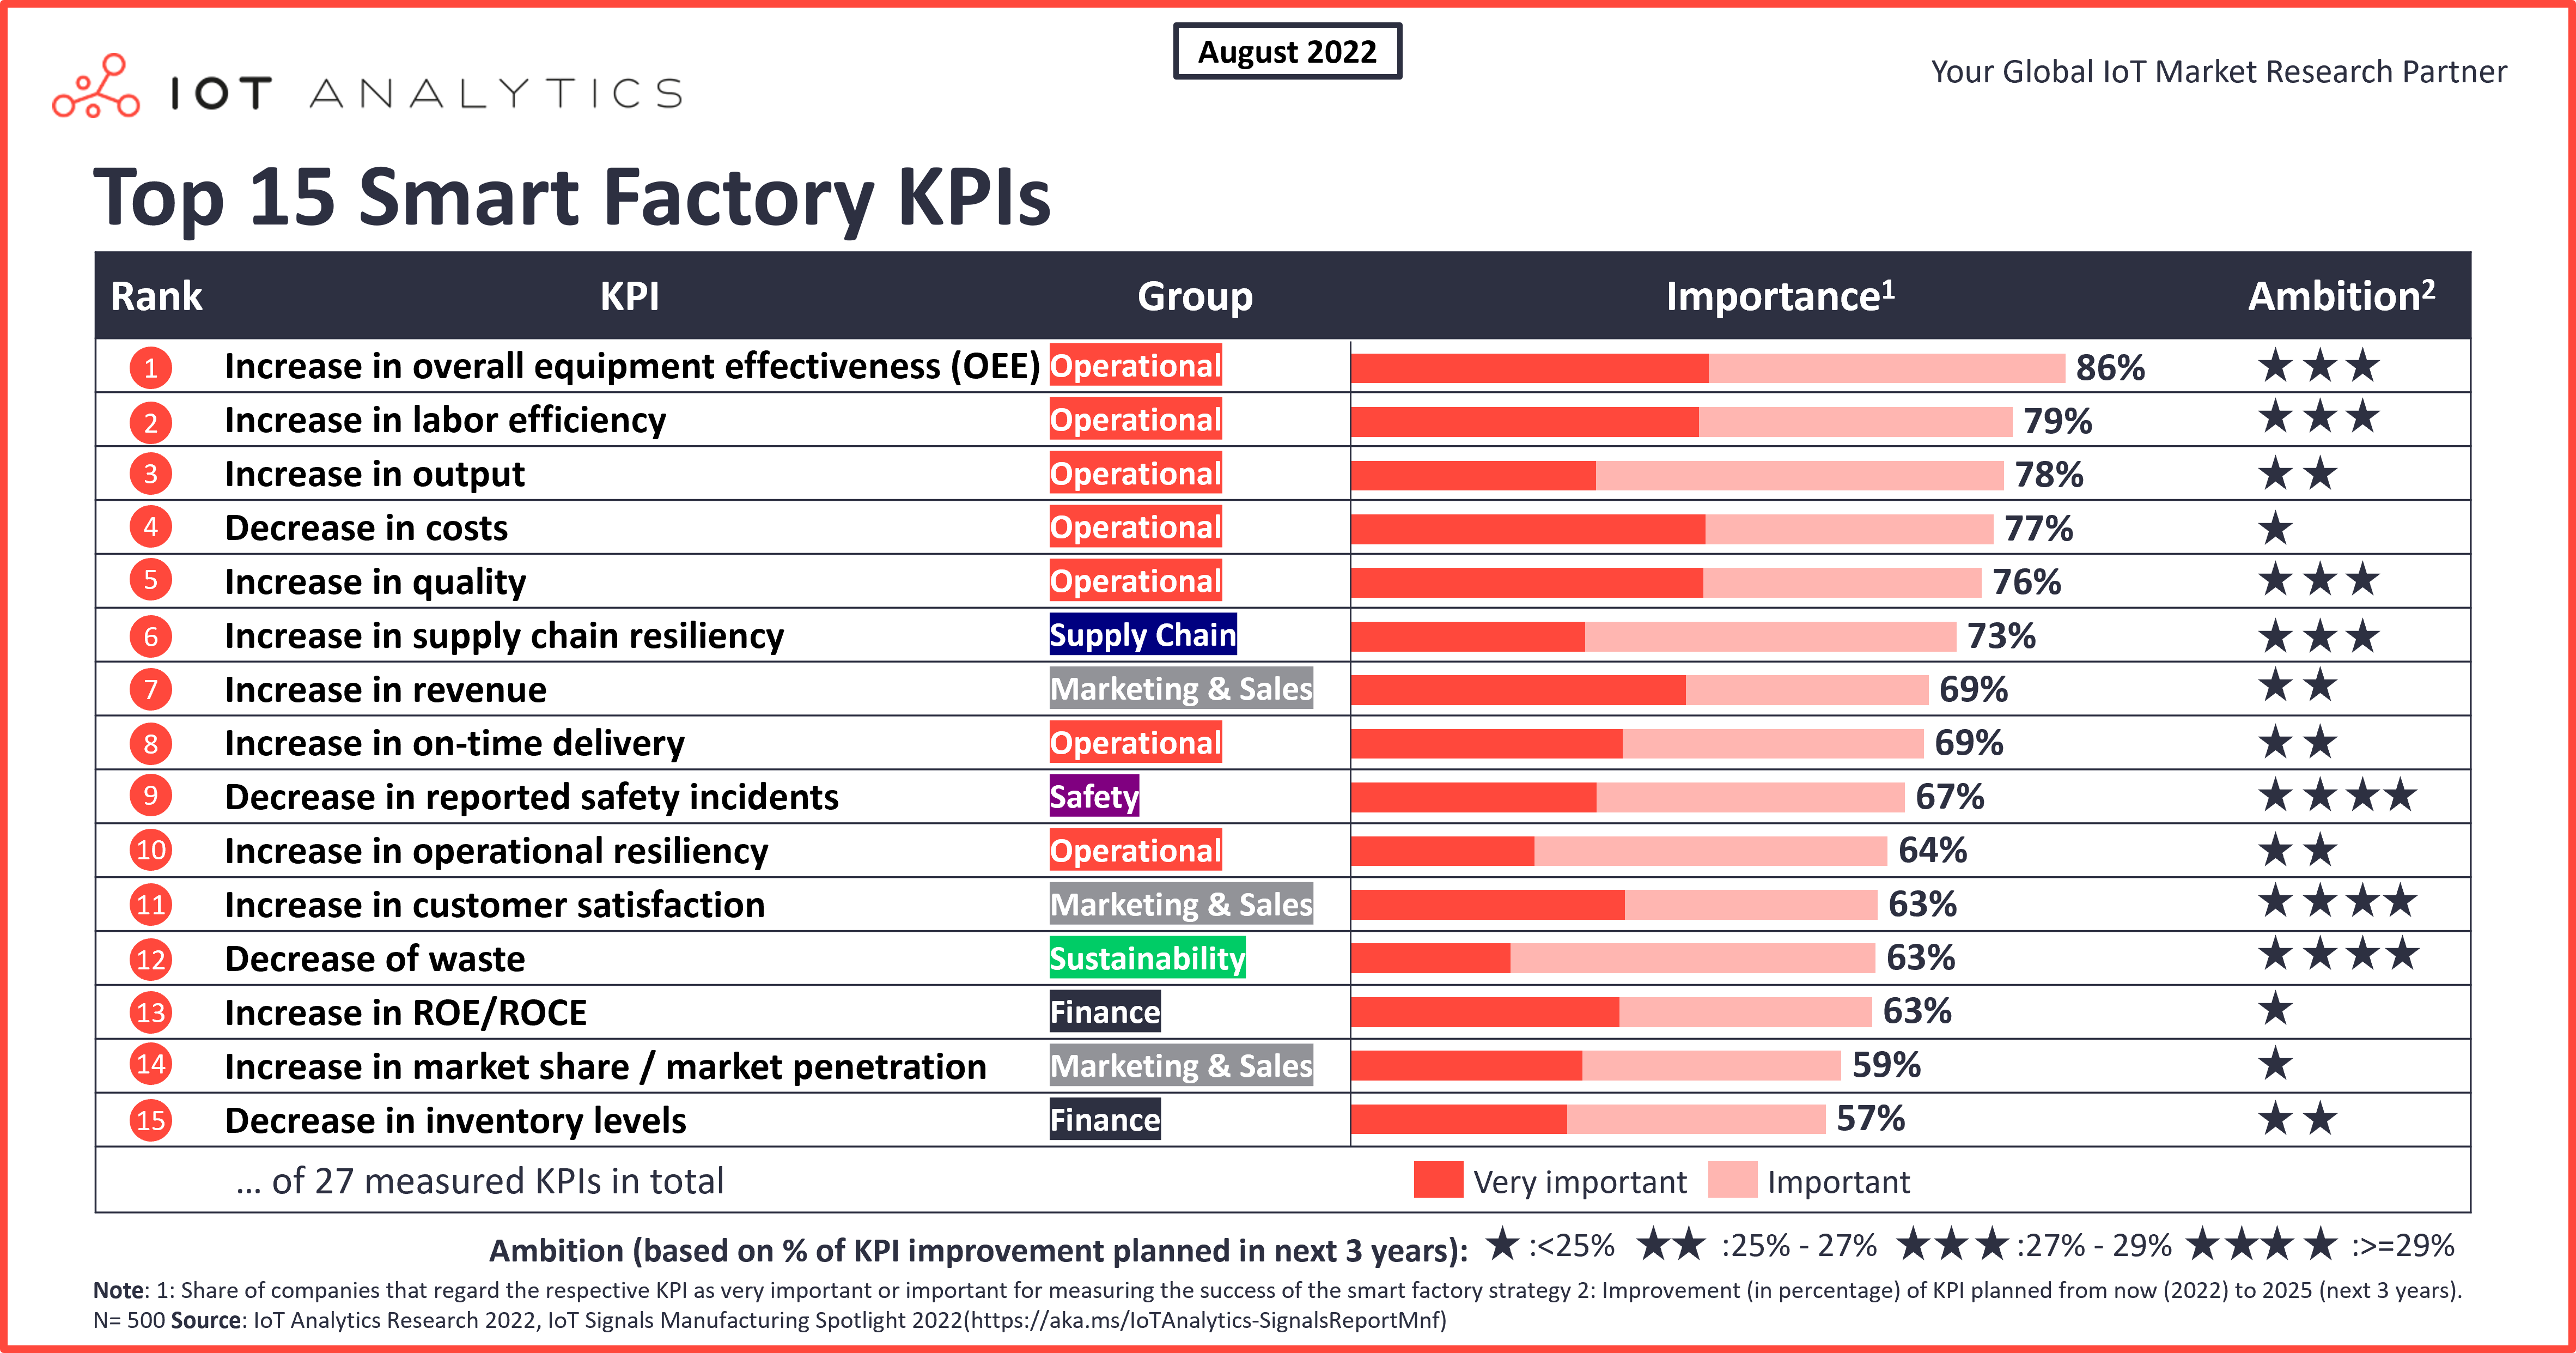 August 2022
IOT ANALYTICS
Your Global IoT Market Research Partner
Top 15 Smart Factory KPIs
Rank KPI Group Importance¹ Ambition²
1 Increase in overall equipment effectiveness (OEE) Operational 86% ★★★
2 Increase in labor efficiency Operational 79% ★★★
3 Increase in output Operational 78% ★★
4 Decrease in costs Operational 77% ★
5 Increase in quality Operational 76% ★★★
6 Increase in supply chain resiliency Supply Chain 73% ★★★
7 Increase in revenue Marketing & Sales 69% ★★
8 Increase in on-time delivery Operational 69% ★★
9 Decrease in reported safety incidents Safety 67% ★★★★
10 Increase in operational resiliency Operational 64% ★★
11 Increase in customer satisfaction Marketing & Sales 63% ★★★★
12 Decrease of waste Sustainability 63% ★★★★
13 Increase in ROE/ROCE Finance 63% ★
14 Increase in market share / market penetration Marketing & Sales 59% ★
15 Decrease in inventory levels Finance 57% ★★
... of 27 measured KPIs in total Very important Important
Ambition (based on % of KPI improvement planned in next 3 years): ★ :<25% ★★ :25% - 27% ★★★ :27% - 29% ★★★★ :>=29%
Note: 1: Share of companies that regard the respective KPI as very important or important for measuring the success of the smart factory strategy 2: Improvement (in percentage) of KPI planned from now (2022) to 2025 (next 3 years).
N= 500 Source: IoT Analytics Research 2022, IoT Signals Manufacturing Spotlight 2022(https://aka.ms/IoTAnalytics-SignalsReportMnf)